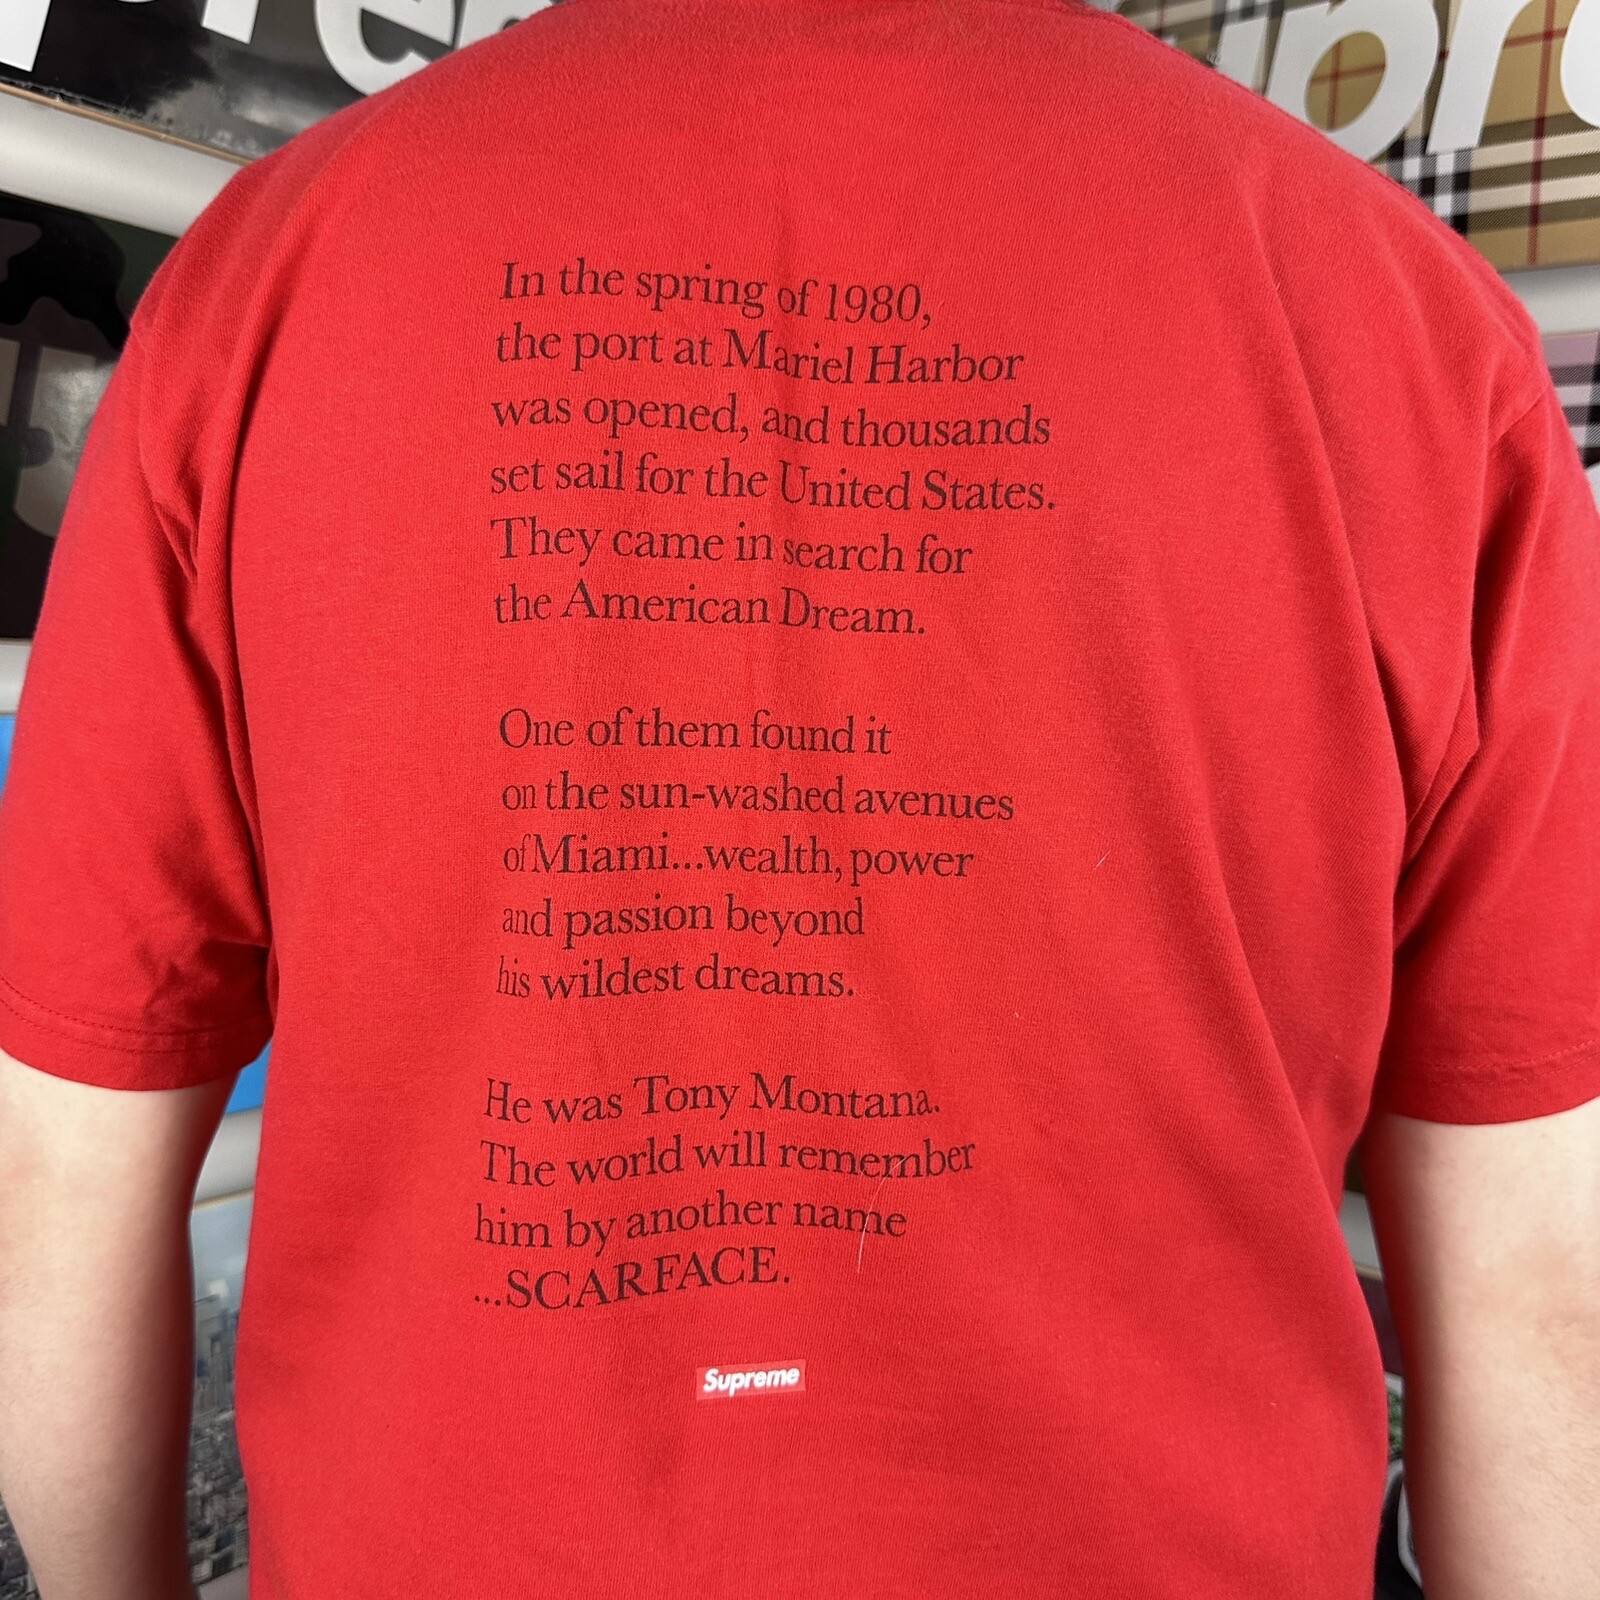 In the spring of 1980,
the port at Mariel Harbor
was opened, and thousands
set sail for the United States.
They came in search for
the American Dream.
One of them found it
on the sun-washed avenues
of Miami...wealth, power
and passion beyond
his wildest dreams.
He was Tony Montana.
The world will remember
him by another name
...SCARFACE.
Supreme